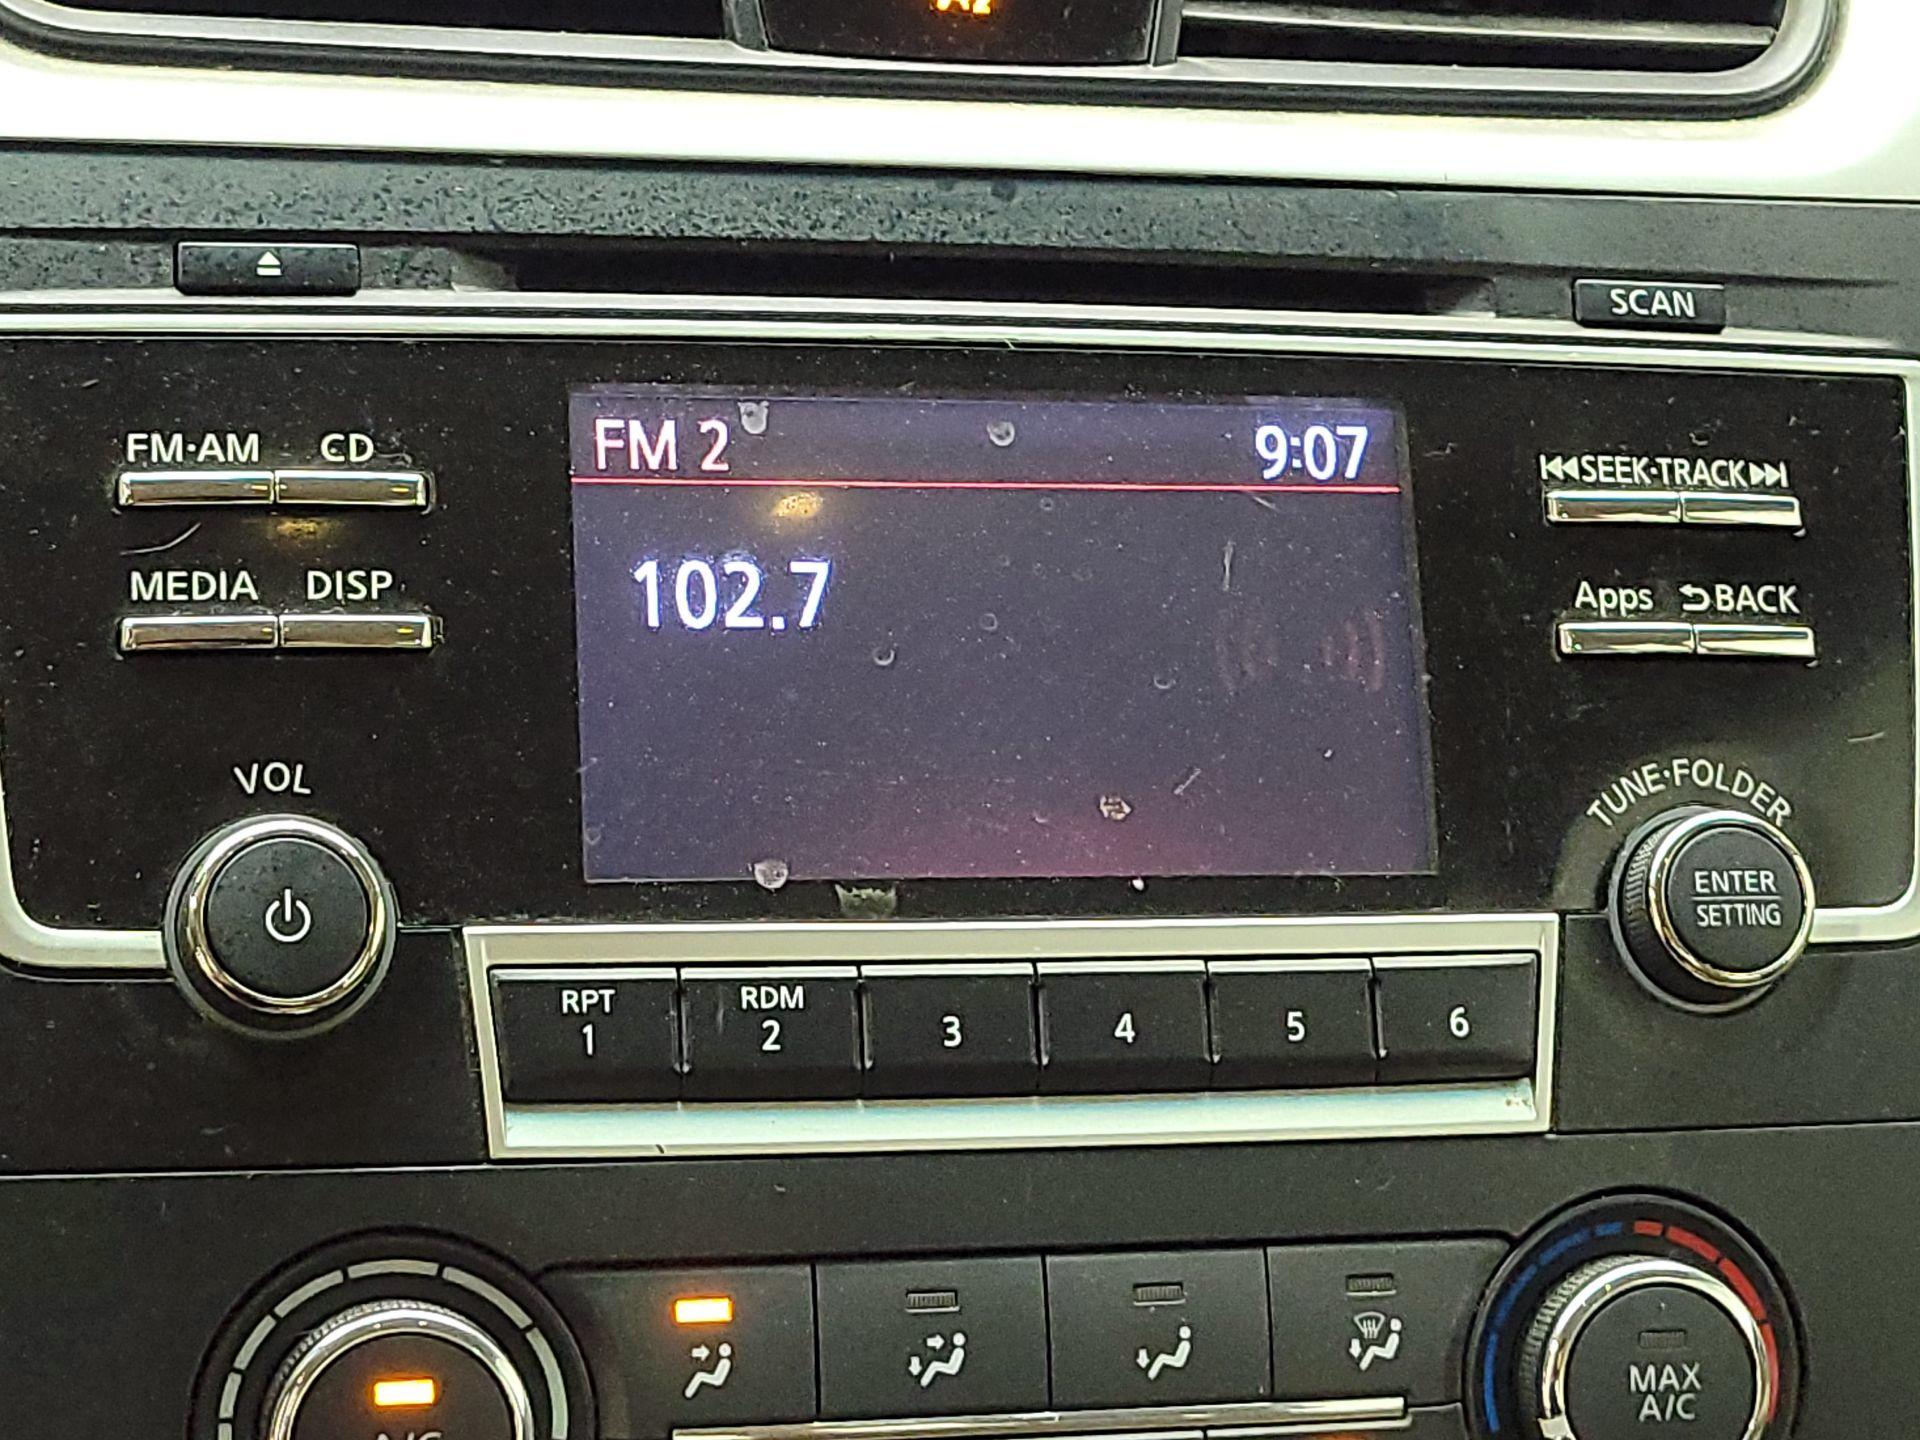 SCAN
FM·AM CD
FM 2 9:07
SEEK·TRACK
MEDIA DISP
102.7
Apps BACK
VOL
TUNE·FOLDER
ENTER
SETTING
RPT
1
RDM
2
3
4
5
6
MAX
A/C
A/C